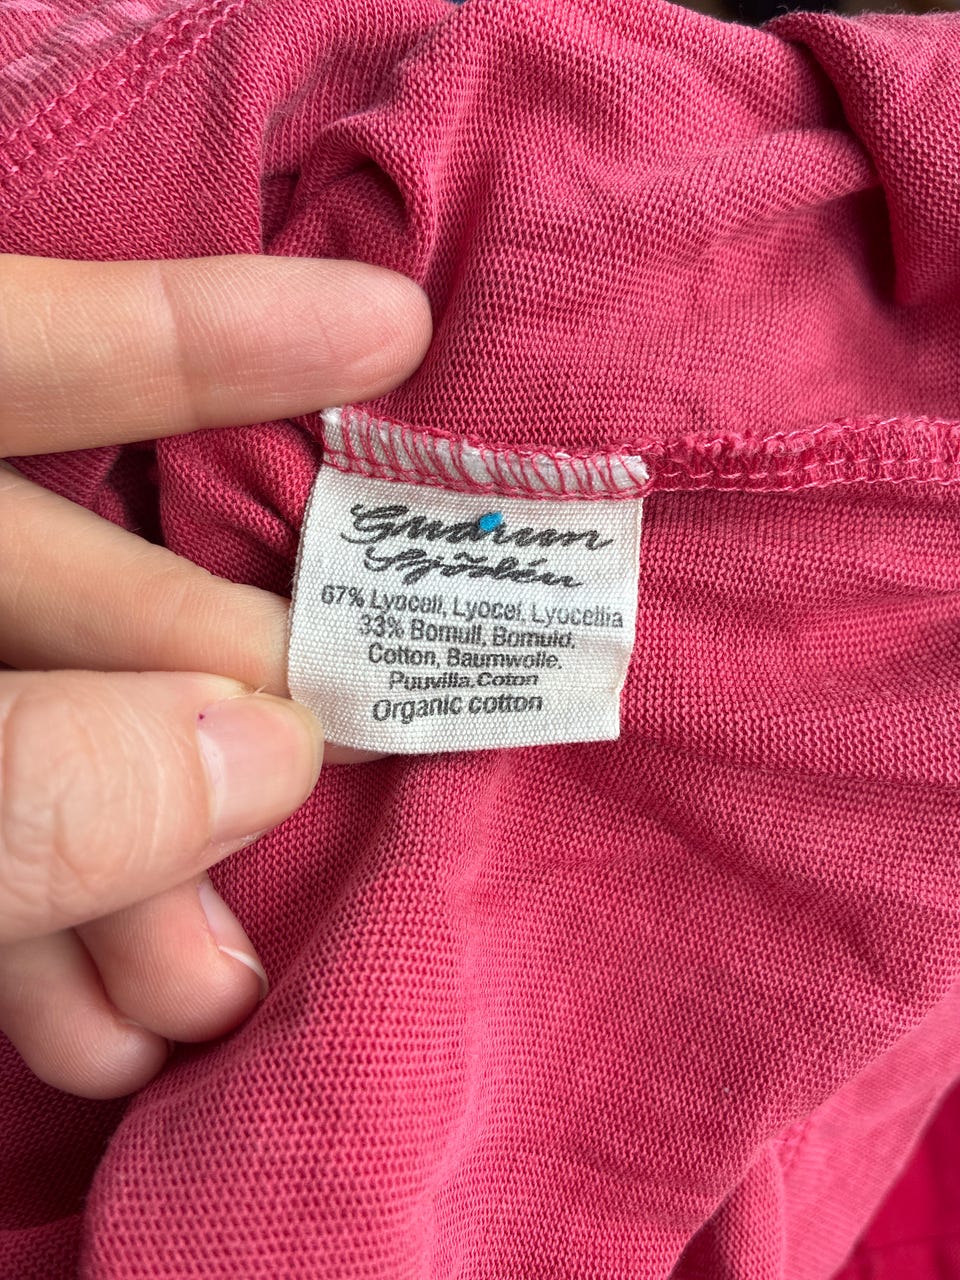 Gudrun
Sjödén
67% Lyocell, Lyocel, Lyocellia
33% Bomull, Bomuld,
Cotton, Baumwolle,
Puuvilla, Coton
Organic cotton